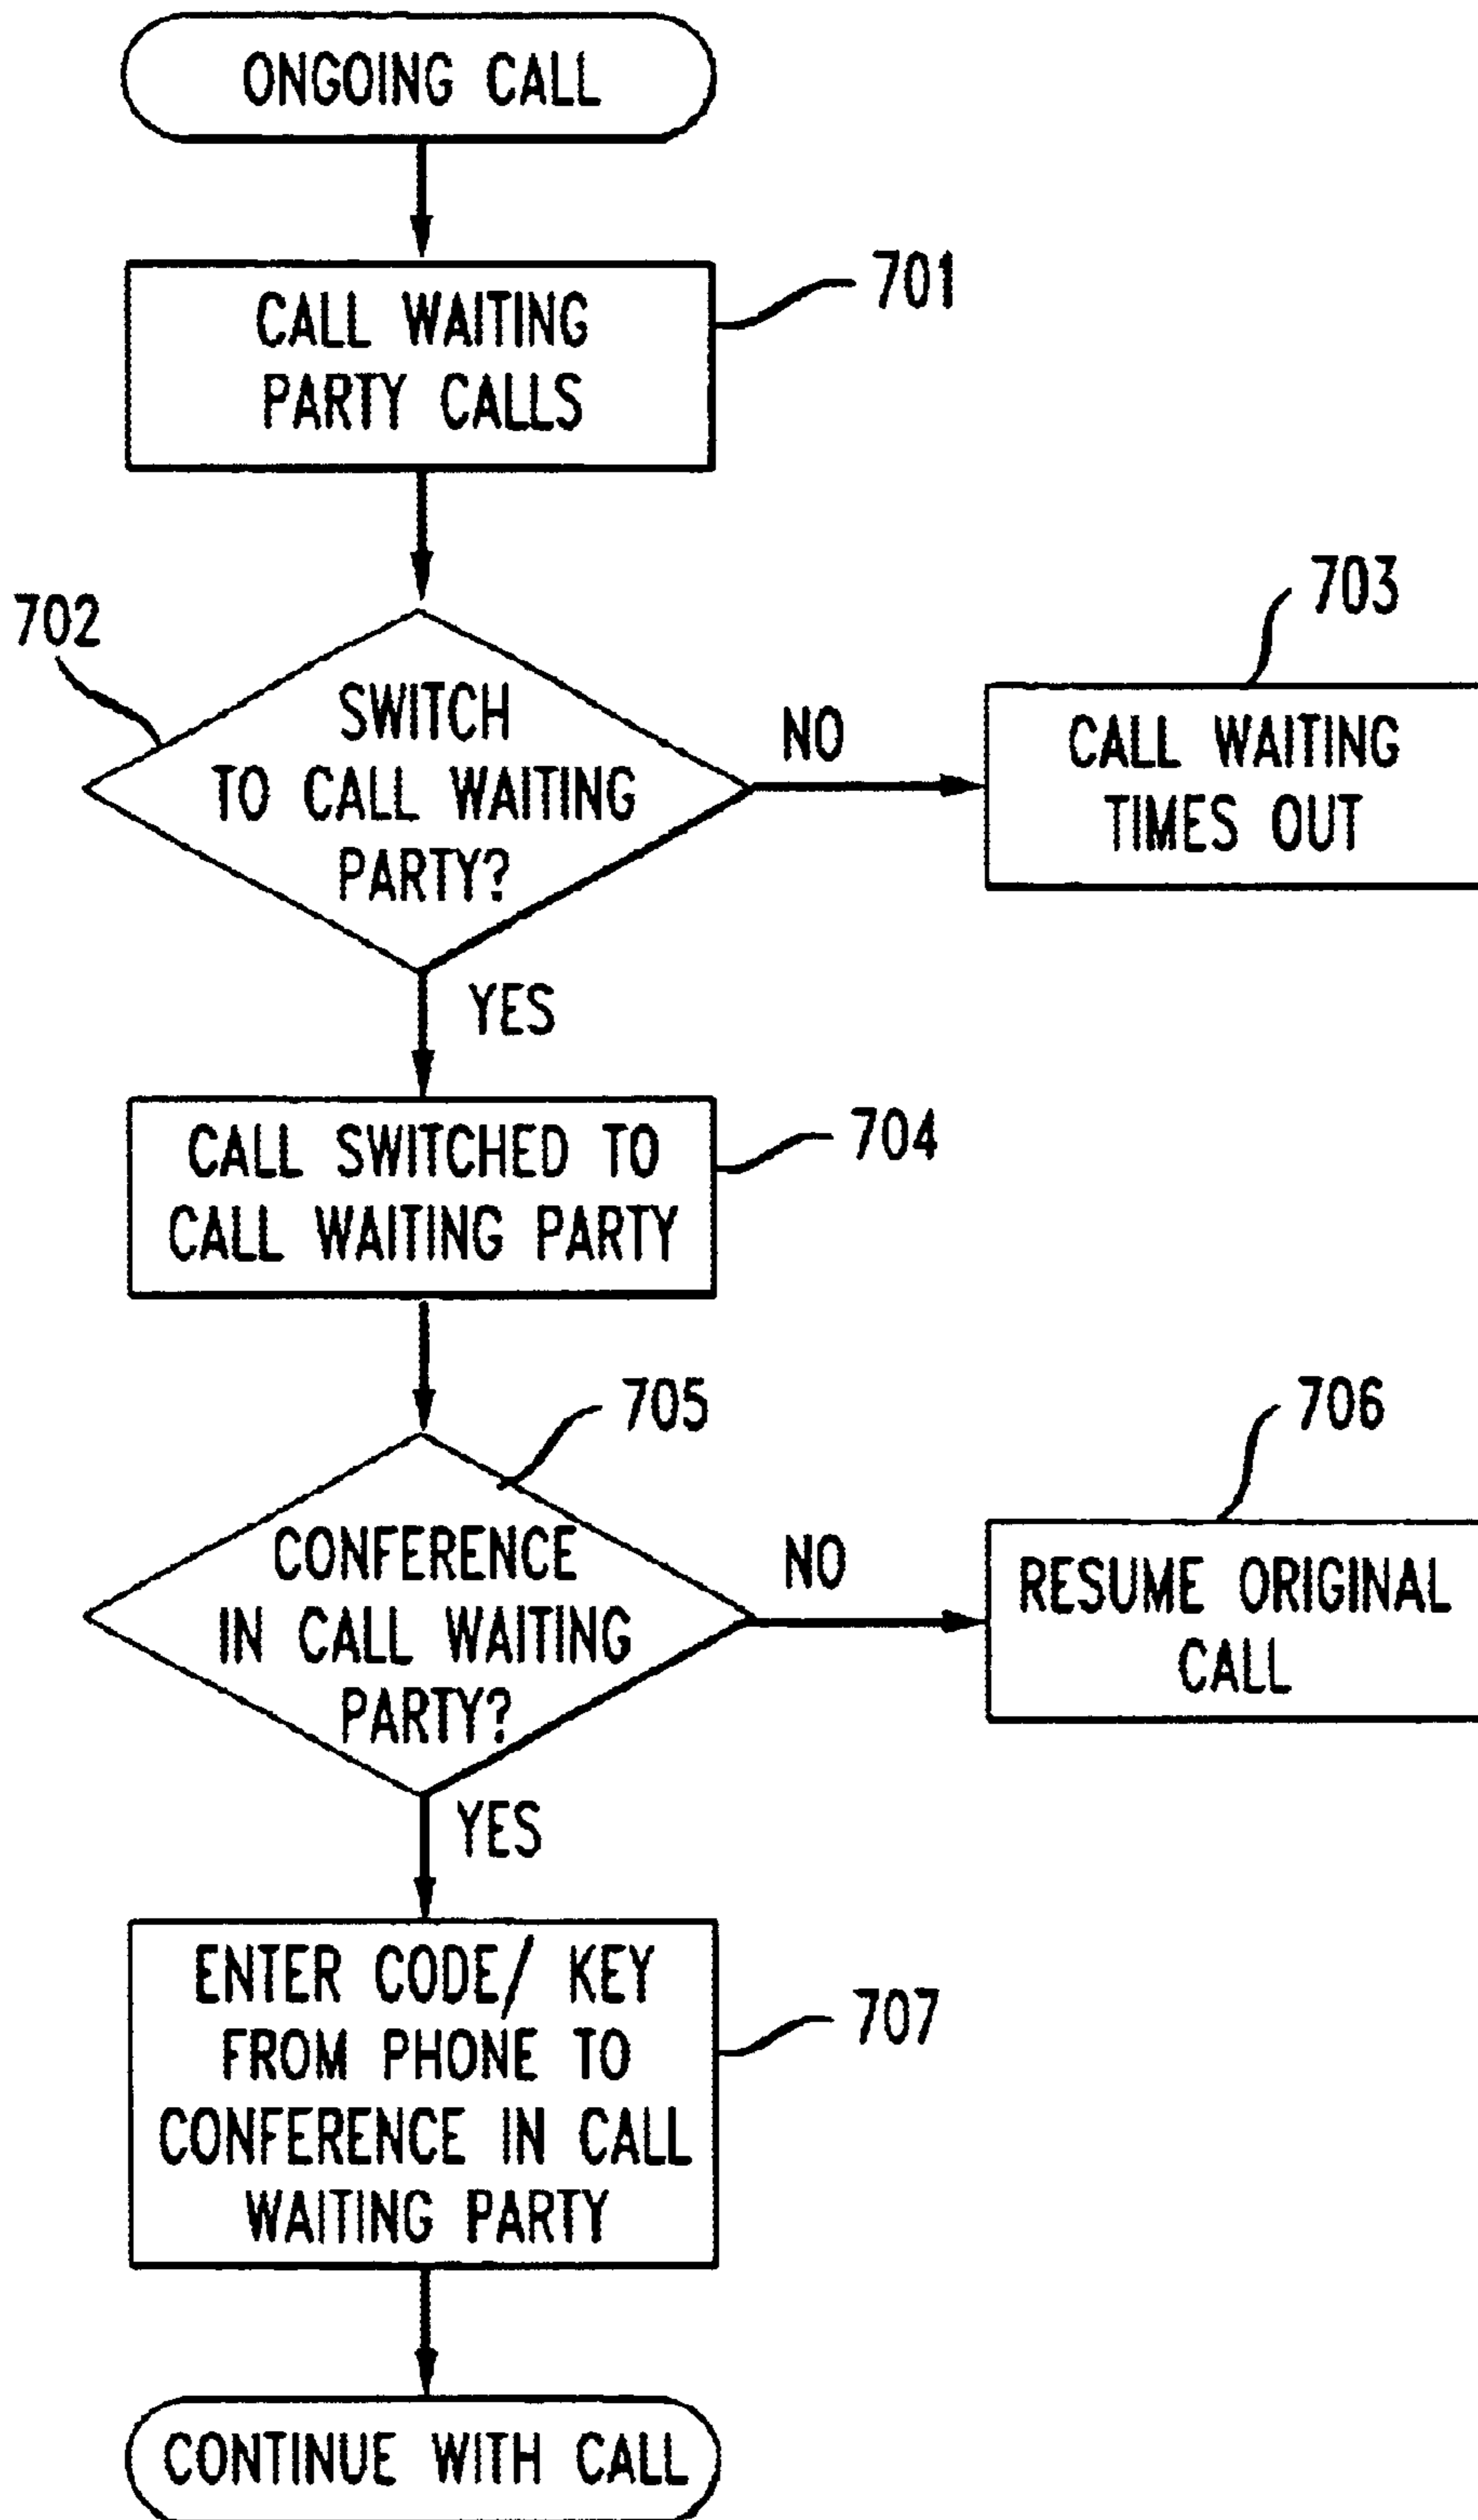 ONGOING CALL
701
CALL WAITING
PARTY CALLS
702
703
SWITCH
TO CALL WAITING
PARTY?
NO
CALL WAITING
TIMES OUT
YES
704
CALL SWITCHED TO
CALL WAITING PARTY
705
706
CONFERENCE
IN CALL WAITING
PARTY?
NO
RESUME ORIGINAL
CALL
YES
ENTER CODE/ KEY
FROM PHONE TO
CONFERENCE IN CALL
WAITING PARTY
707
CONTINUE WITH CALL